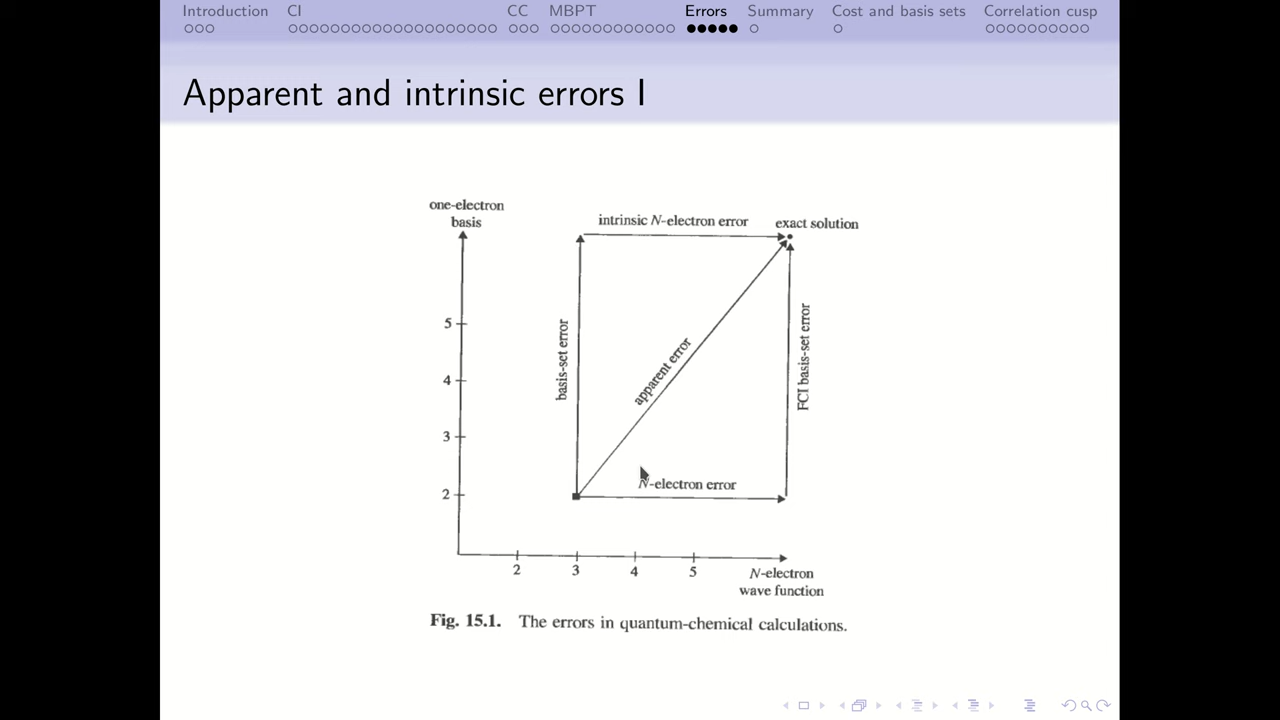 Introduction CI CC MBPT Errors Summary Cost and basis sets Correlation cusp
Apparent and intrinsic errors I
one-electron
basis
intrinsic N-electron error
exact solution
5
4
3
2
basis-set error
apparent error
FCI basis-set error
N-electron error
2 3 4 5
N-electron
wave function
Fig. 15.1. The errors in quantum-chemical calculations.